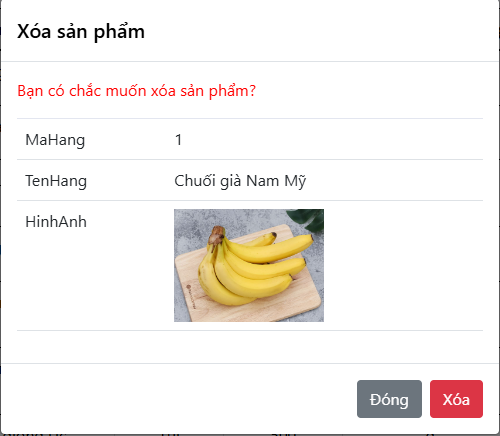 Xóa sản phẩm
Bạn có chắc muốn xóa sản phẩm?
MaHang 1
TenHang Chuối già Nam Mỹ
HinhAnh
Đóng Xóa